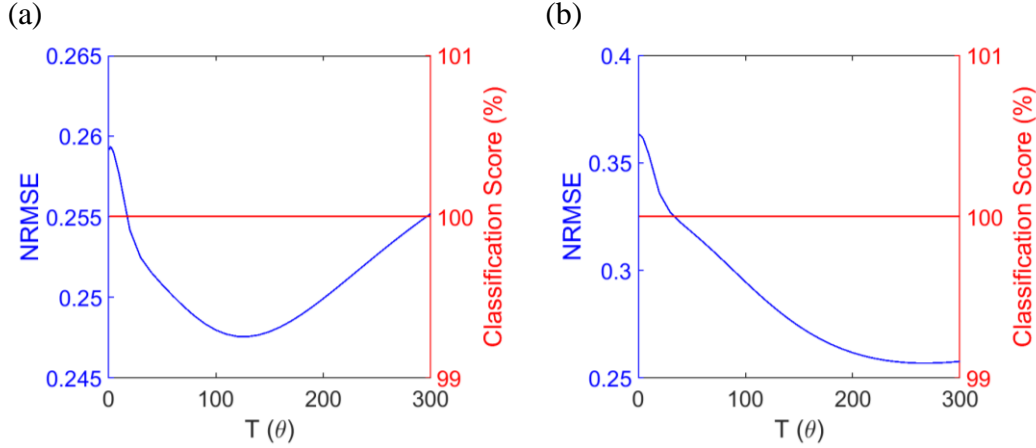 (a)
0.265
0.26
0.255
0.25
0.245
NRMSE
101
100
99
Classification Score (%)
0
100
200
300
T (θ)
(b)
0.4
0.35
0.3
0.25
NRMSE
101
100
99
Classification Score (%)
0
100
200
300
T (θ)